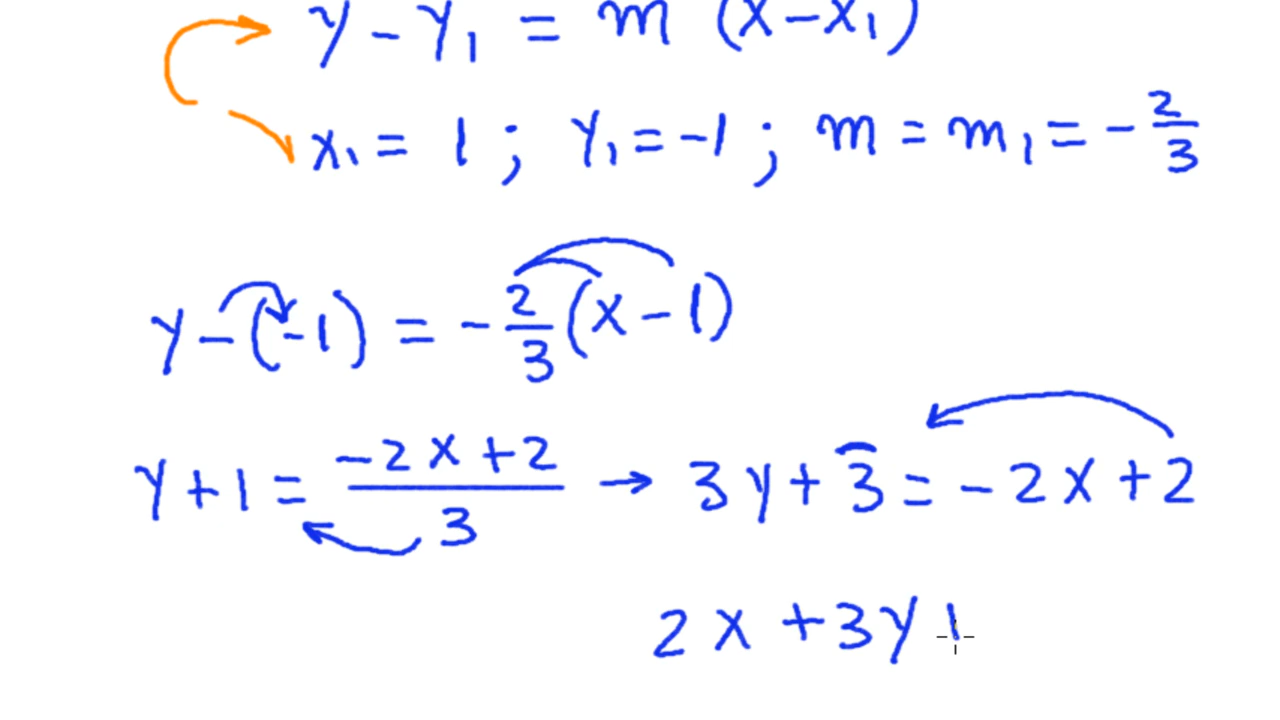 y - y₁ = m (x-x₁)
x₁ = 1 ; y₁ = -1 ; m = m₁ = - 2/3
y - (-1) = - 2/3 (x - 1)
y + 1 = (-2x + 2)/3 → 3y + 3 = - 2x + 2
2x + 3y